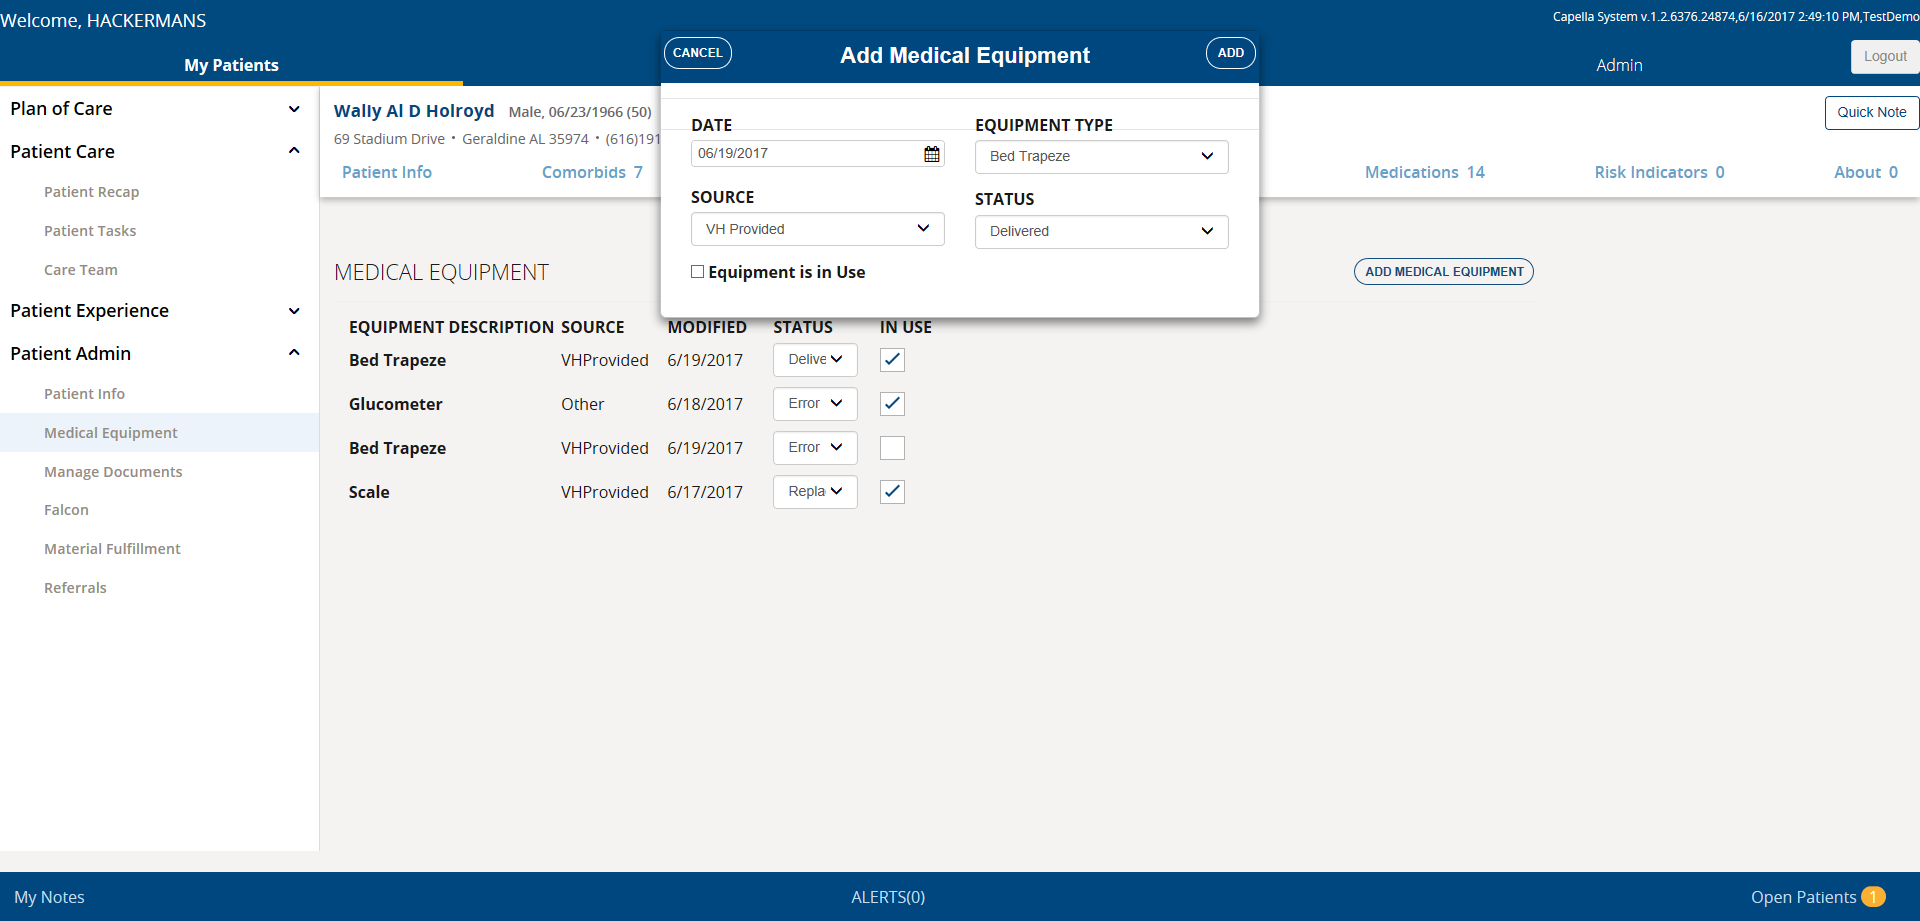 Welcome, HACKERMANS
Capella System v.1.2.6376.24874,6/16/2017 2:49:10 PM,TestDemo
My Patients
Admin
Logout
CANCEL
Add Medical Equipment
ADD
DATE
06/19/2017
EQUIPMENT TYPE
Bed Trapeze
SOURCE
VH Provided
STATUS
Delivered
Equipment is in Use
Plan of Care
Patient Care
Patient Recap
Patient Tasks
Care Team
Patient Experience
Patient Admin
Patient Info
Medical Equipment
Manage Documents
Falcon
Material Fulfillment
Referrals
Wally Al D Holroyd Male, 06/23/1966 (50)
69 Stadium Drive • Geraldine AL 35974 • (616)191
Quick Note
Patient Info Comorbids 7 Medications 14 Risk Indicators 0 About 0
MEDICAL EQUIPMENT
ADD MEDICAL EQUIPMENT
EQUIPMENT DESCRIPTION SOURCE MODIFIED STATUS IN USE
Bed Trapeze VHProvided 6/19/2017 Delive
Glucometer Other 6/18/2017 Error
Bed Trapeze VHProvided 6/19/2017 Error
Scale VHProvided 6/17/2017 Repla
My Notes ALERTS(0) Open Patients 1